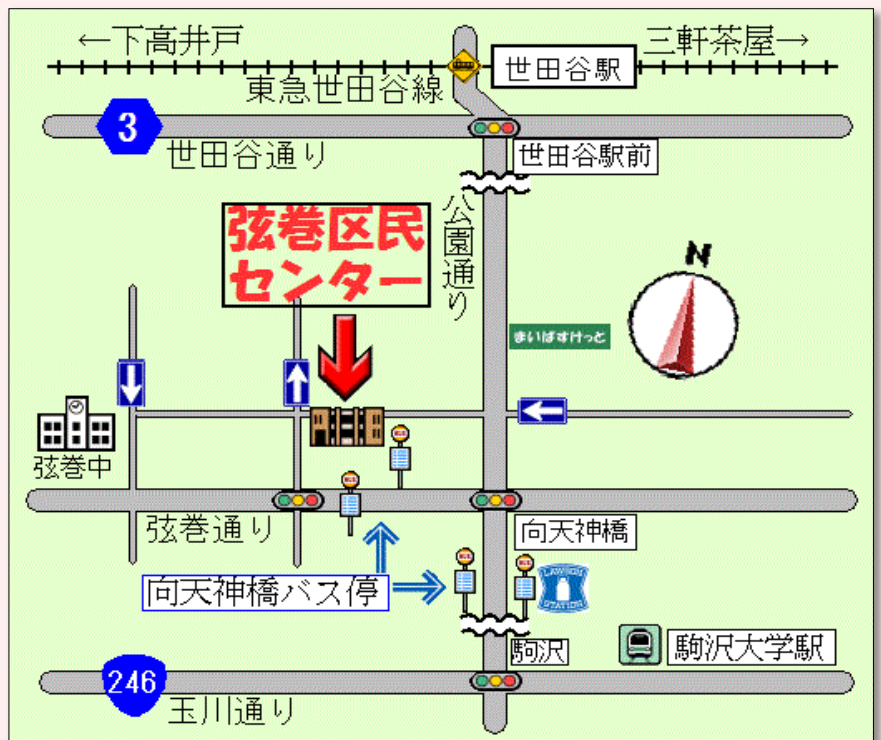 ←下高井戸
三軒茶屋→
世田谷駅
東急世田谷線
3
世田谷通り
世田谷駅前
弦巻区民
センター
公園通り
N
まいばすけっと
弦巻中
BUS
BUS
弦巻通り
向天神橋
向天神橋バス停
BUS
BUS
LAWSON
STATION
駒沢
駒沢大学駅
246
玉川通り